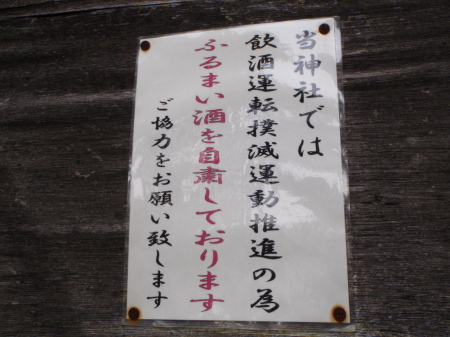 当神社では
飲酒運転撲滅運動推進の為
ふるまい酒を自粛しております
ご協力をお願い致します